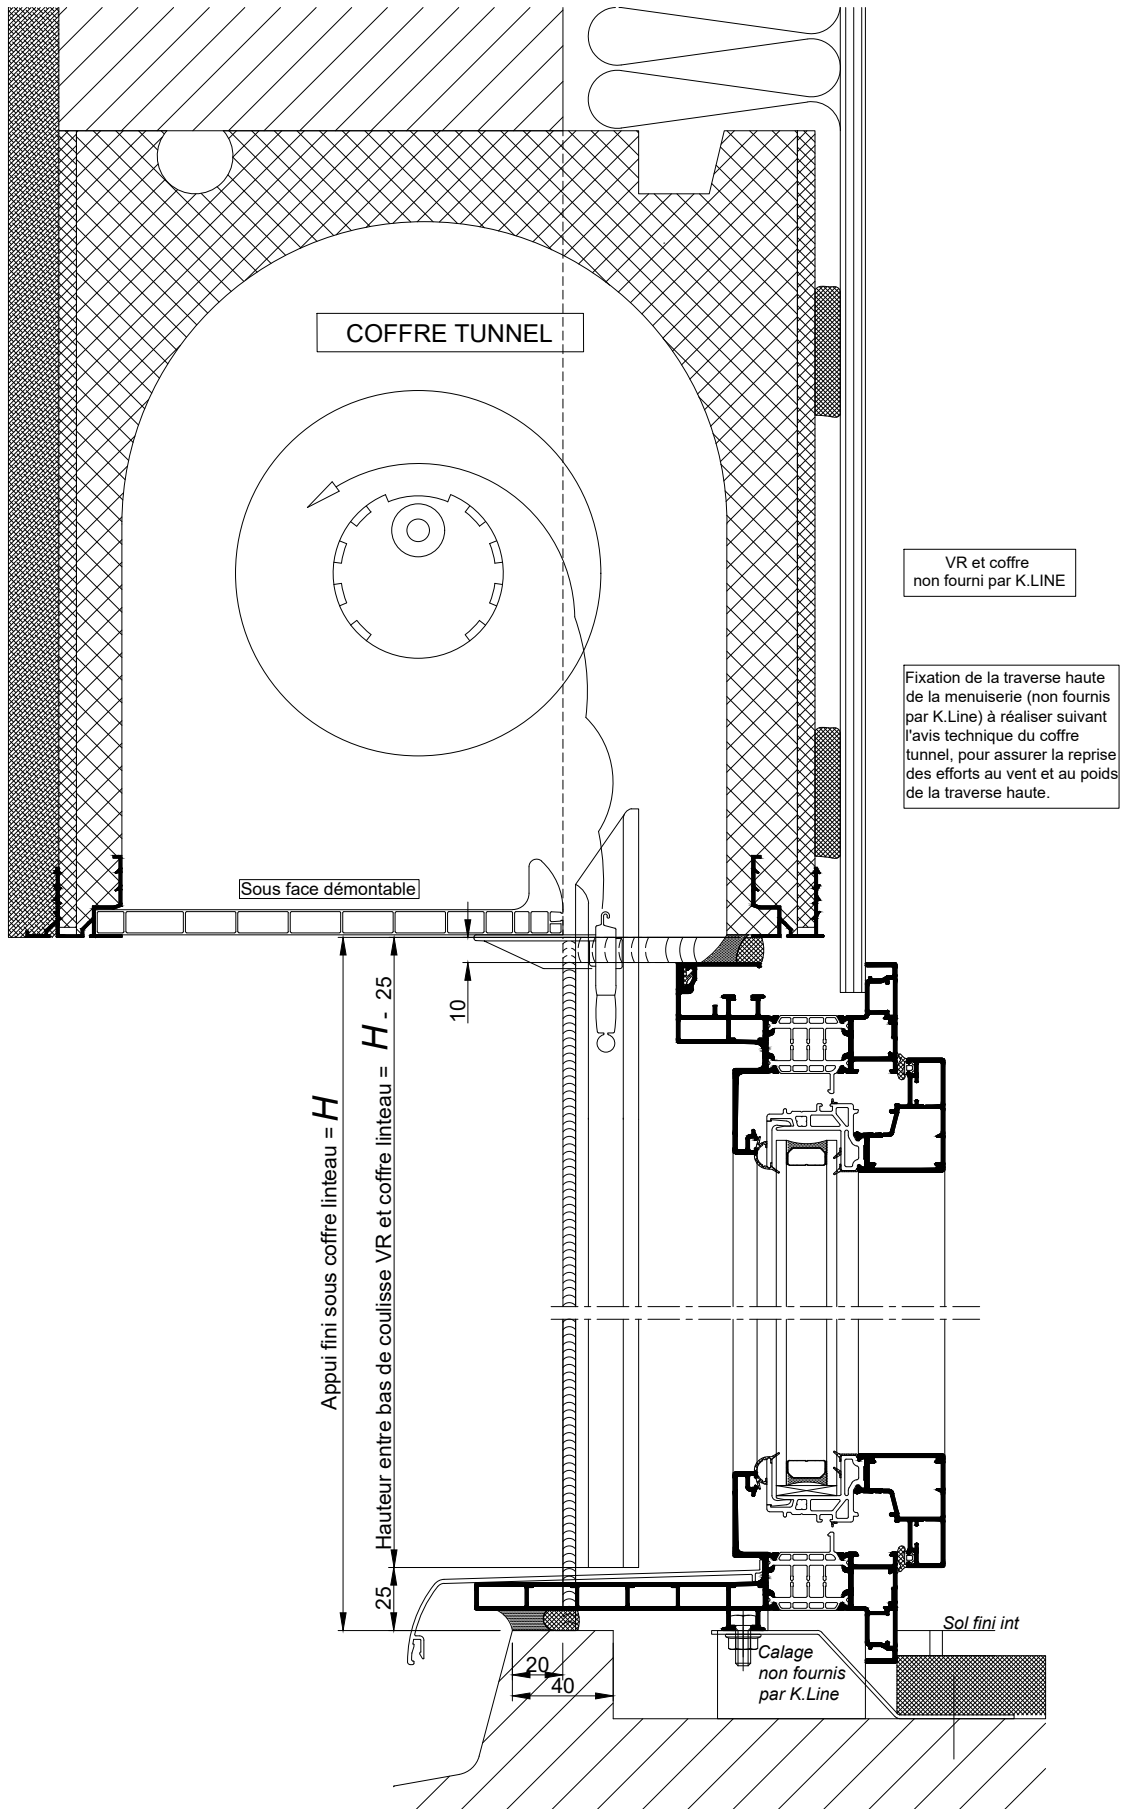 COFFRE TUNNEL
VR et coffre
non fourni par K.LINE
Fixation de la traverse haute
de la menuiserie (non fournis
par K.Line) à réaliser suivant
l'avis technique du coffre
tunnel, pour assurer la reprise
des efforts au vent et au poids
de la traverse haute.
Sous face démontable
10
Appui fini sous coffre linteau = H
Hauteur entre bas de coulisse VR et coffre linteau = H - 25
25
20
40
Sol fini int
Calage
non fournis
par K.Line